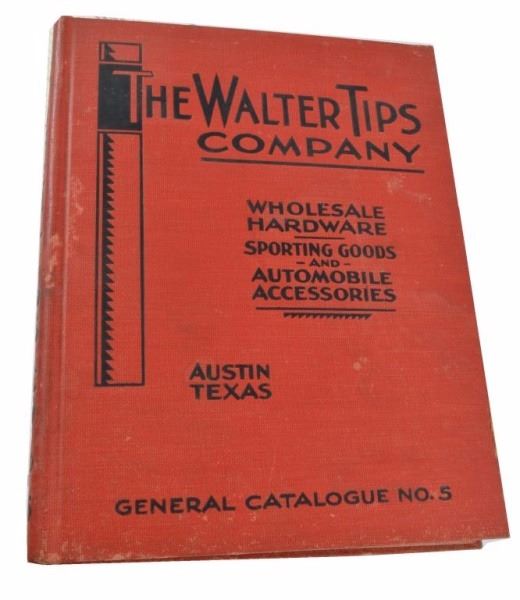 THE WALTER TIPS
COMPANY
WHOLESALE
HARDWARE
SPORTING GOODS
- AND -
AUTOMOBILE
ACCESSORIES
AUSTIN
TEXAS
GENERAL CATALOGUE NO. 5